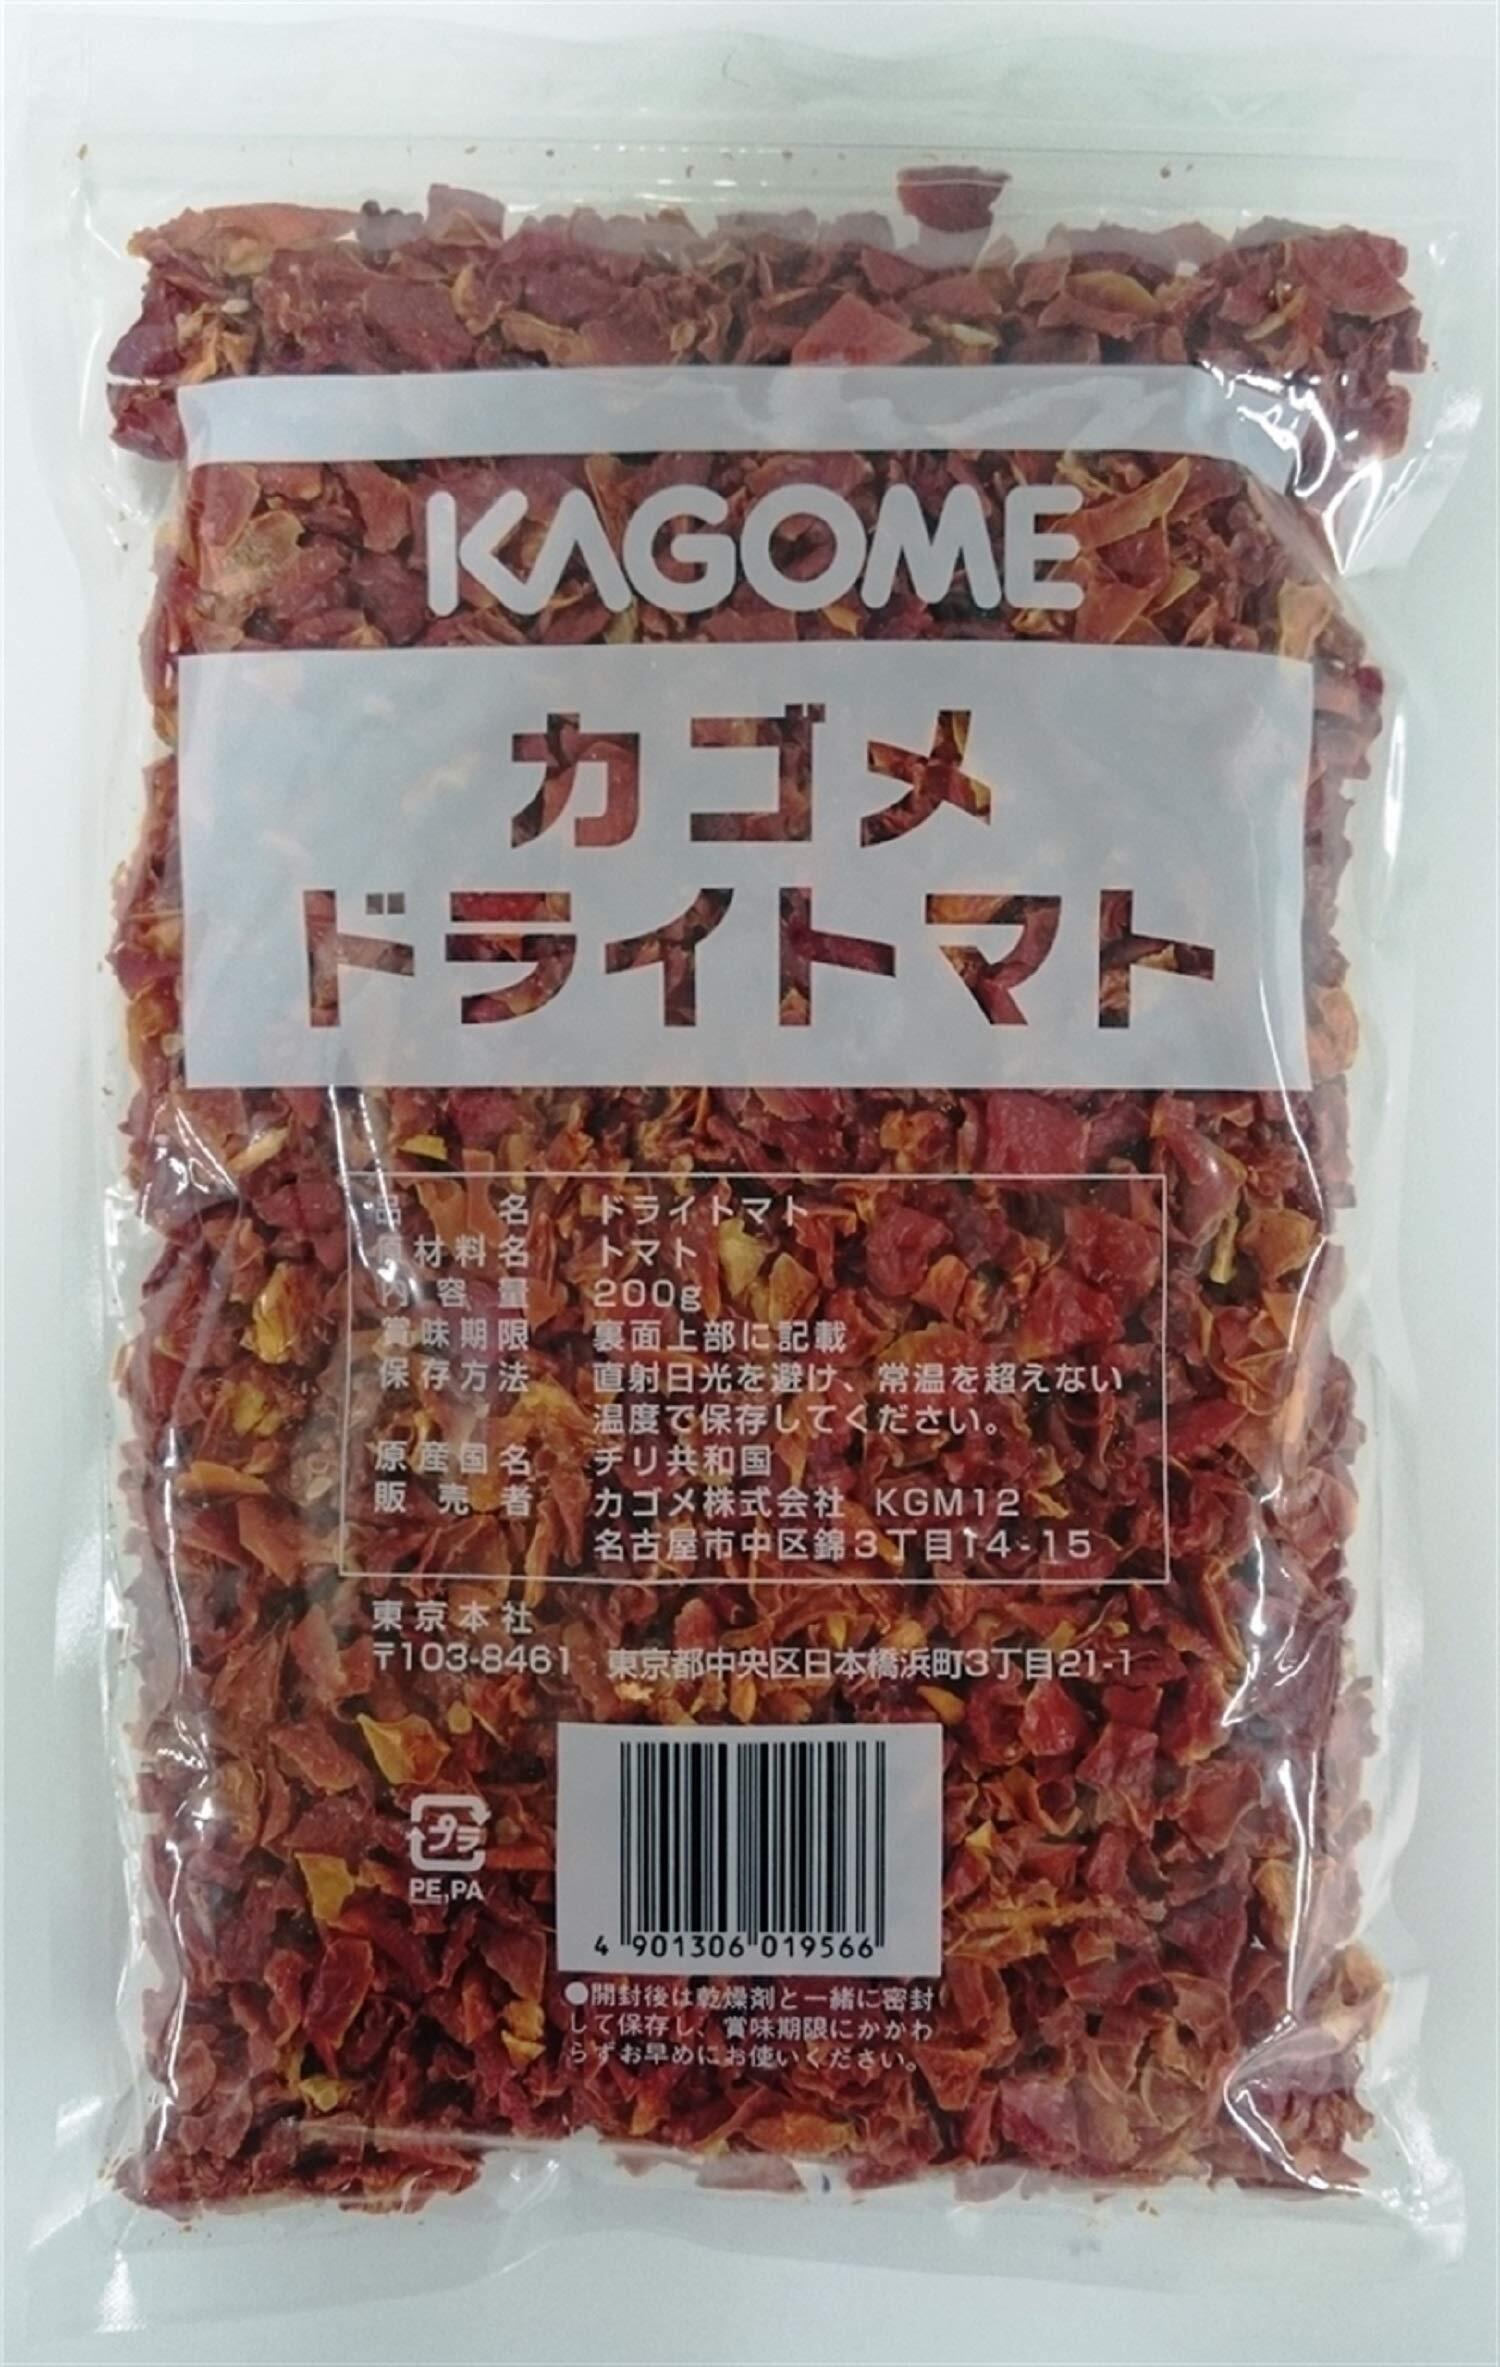 KAGOME
カゴメ
ドライトマト
品名 ドライトマト
原材料名 トマト
内容量 200g
賞味期限 裏面上部に記載
保存方法 直射日光を避け、常温を超えない
温度で保存してください。
原産国名 チリ共和国
販売者 カゴメ株式会社 KGM12
名古屋市中区錦3丁目14-15
東京本社
〒103-8461 東京都中央区日本橋浜町3丁目21-1
プラ
PE,PA
4 901306 019566
●開封後は乾燥剤と一緒に密封
して保存し、賞味期限にかかわ
らずお早めにお使いください。